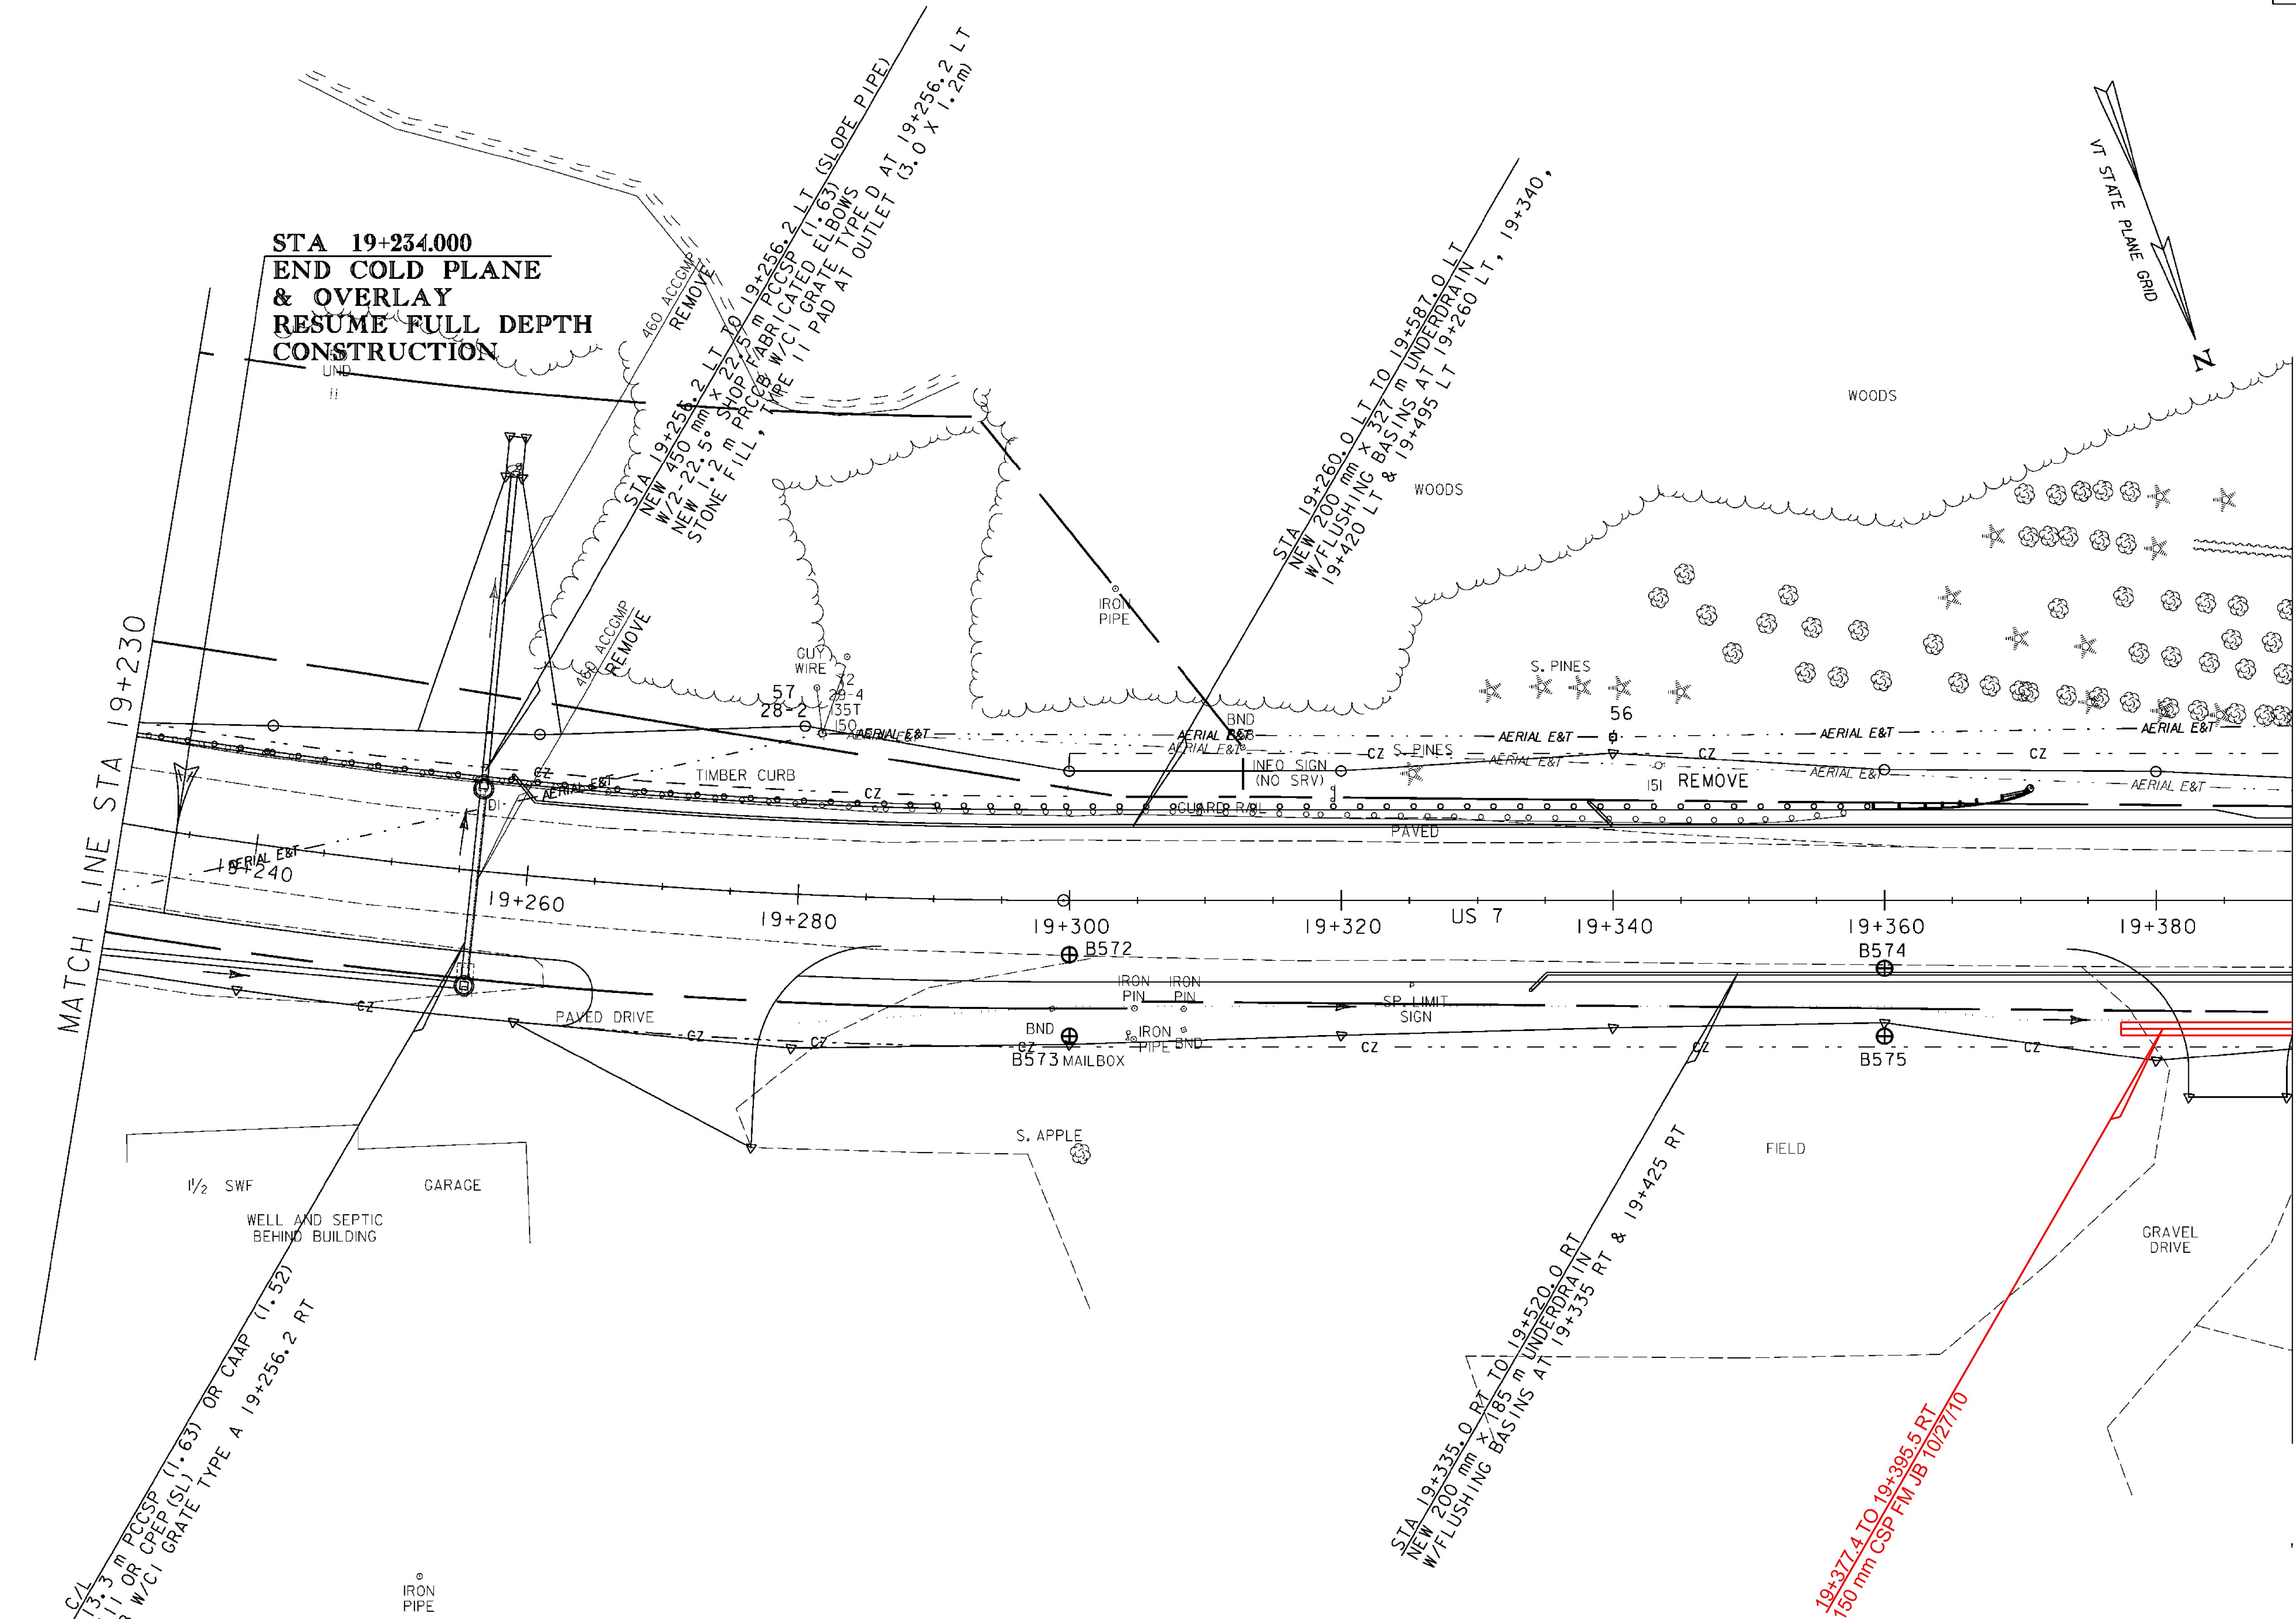 STA 19+234.000
END COLD PLANE
& OVERLAY
RESUME FULL DEPTH
CONSTRUCTION
UND
460 ACCGMP
REMOVE
STA 19+256.2 LT TO 19+256.2 LT (SLOPE PIPE)
NEW 450 mm X 22.5 m PCCSP (1.63)
W/2-22.5° SHOP FABRICATED ELBOWS
NEW 1.2 m PRCCB W/CI GRATE TYPE D AT 19+256.2 LT
STONE FILL, TYPE II PAD AT OUTLET (3.0 X 1.2m)
STA 19+260.0 LT TO 19+587.0 LT
NEW 200 mm X 327 m UNDERDRAIN
W/FLUSHING BASINS AT 19+260 LT, 19+340,
19+420 LT & 19+495 LT
VT STATE PLANE GRID
N
WOODS
WOODS
IRON
PIPE
MATCH LINE STA 19+230
460 ACCGMP
REMOVE
GUY
WIRE
57
28-2
29-4
35T
150
AERIAL E&T
AERIAL E&T
BND
AERIAL E&T
AERIAL E&T
S. PINES
56
AERIAL E&T
AERIAL E&T
AERIAL E&T
CZ
S. PINES
AERIAL E&T
CZ
CZ
INFO SIGN
(NO SRV)
151
REMOVE
AERIAL E&T
AERIAL E&T
CZ
TIMBER CURB
CZ
DI
AERIAL E&T
GUARD RAIL
PAVED
AERIAL E&T
19+240
19+260
19+280
19+300
19+320
US 7
19+340
19+360
19+380
B572
B574
IRON
PIN
IRON
PIN
SP. LIMIT
SIGN
CZ
PAVED DRIVE
CZ
CZ
BND
CZ
IRON
PIPE
BND
B573
MAILBOX
CZ
CZ
B575
CZ
S. APPLE
FIELD
1½ SWF
GARAGE
WELL AND SEPTIC
BEHIND BUILDING
GRAVEL
DRIVE
C/L
13.3 m PCCSP (1.63) OR CAAP (1.52)
II OR CPEP(SL)
W/CI GRATE TYPE A 19+256.2 RT
STA 19+335.0 RT TO 19+520.0 RT
NEW 200 mm X 185 m UNDERDRAIN
W/FLUSHING BASINS AT 19+335 RT & 19+425 RT
19+377.4 TO 19+395.5 RT
150 mm CSP FM JB 10/27/10
IRON
PIPE